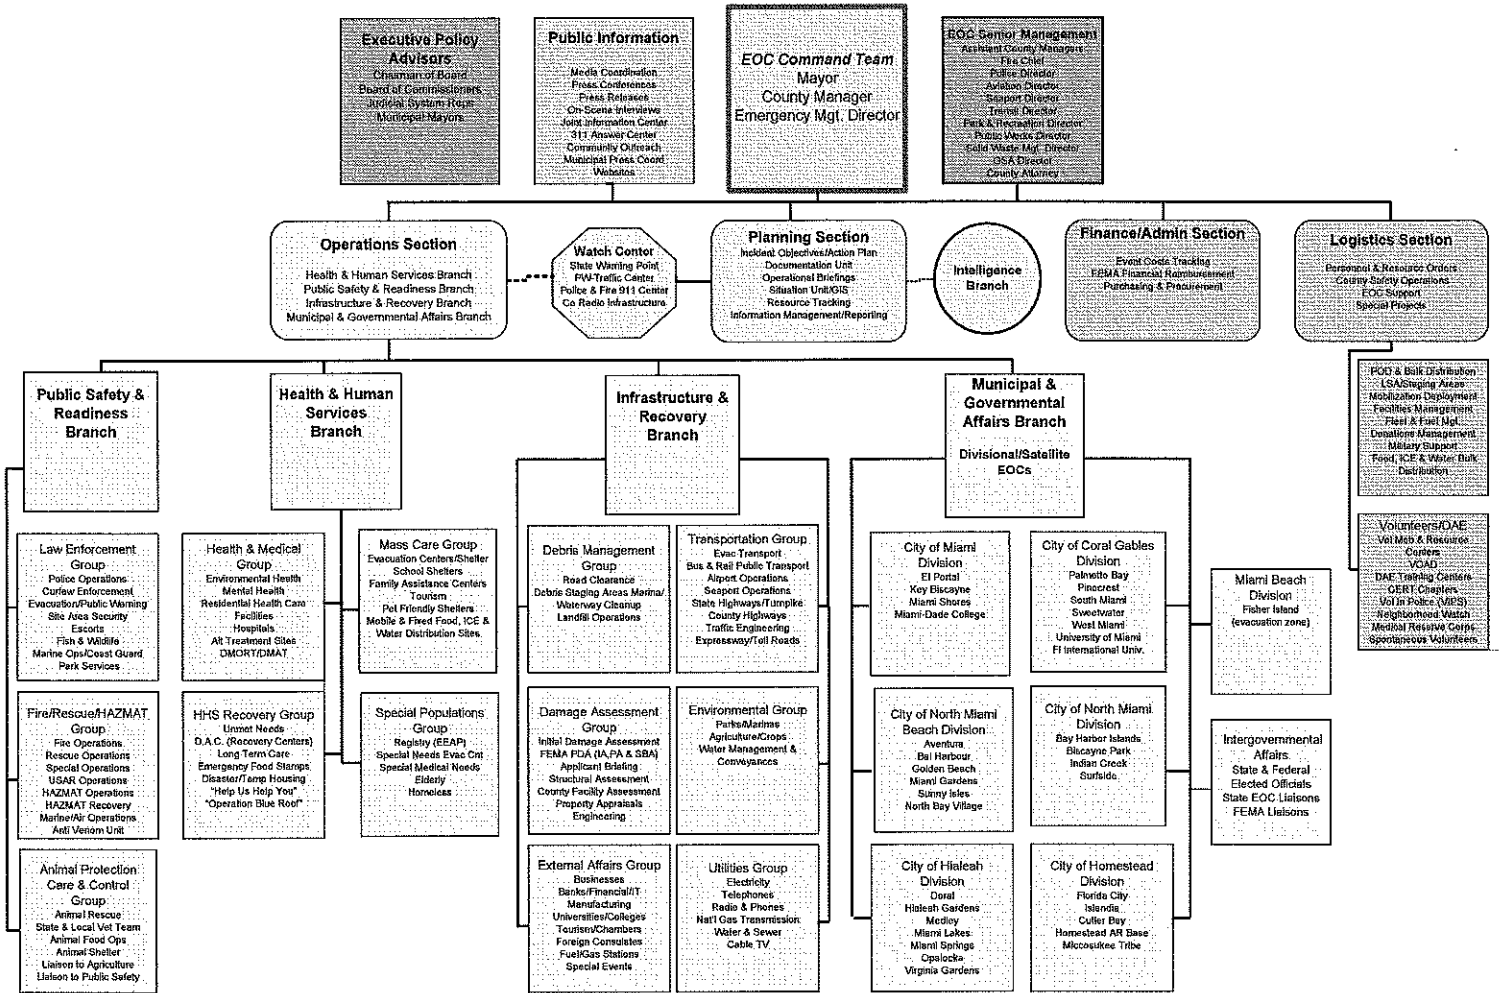 Executive Policy
Advisors
Chairman of Board
Board of Commissioners
Judicial System Reps
Municipal Mayors
Public Information
Media Coordination
Press Conferences
Press Releases
On-Scene Interviews
Joint Information Center
311 Answer Center
Community Outreach
Municipal Press Coord
Websites
EOC Command Team
Mayor
County Manager
Emergency Mgt. Director
EOC Senior Management
Assistant County Managers
Fire Chief
Police Director
Aviation Director
Seaport Director
Transit Director
Park & Recreation Director
Public Works Director
Solid Waste Mgt. Director
GSA Director
County Attorney
Operations Section
Health & Human Services Branch
Public Safety & Readiness Branch
Infrastructure & Recovery Branch
Municipal & Governmental Affairs Branch
Watch Center
State Warning Point
PW-Traffic Center
Police & Fire 911 Center
Co Radio Infrastructure
Planning Section
Incident Objectives/Action Plan
Documentation Unit
Operational Briefings
Situation Unit/GIS
Resource Tracking
Information Management/Reporting
Intelligence
Branch
Finance/Admin Section
Event Costs Tracking
FEMA Financial Reimbursement
Purchasing & Procurement
Logistics Section
Personnel & Resource Orders
County Safety Operations
EOC Support
Special Projects
Public Safety &
Readiness
Branch
Health & Human
Services
Branch
Infrastructure &
Recovery
Branch
Municipal &
Governmental
Affairs Branch
Divisional/Satellite
EOCs
POD & Bulk Distribution
LSA/Staging Areas
Mobilization Deployment
Facilities Management
Fleet & Fuel Mgt.
Donations Management
Military Support
Food, ICE & Water Bulk
Distribution
Law Enforcement
Group
Police Operations
Curfew Enforcement
Evacuation/Public Warning
Site Area Security
Escorts
Fish & Wildlife
Marine Ops/Coast Guard
Park Services
Health & Medical
Group
Environmental Health
Mental Health
Residential Health Care
Facilities
Hospitals
Alt Treatment Sites
DMORT/DMAT
Mass Care Group
Evacuation Centers/Shelter
School Shelters
Family Assistance Centers
Tourism
Pet Friendly Shelters
Mobile & Fixed Food, ICE &
Water Distribution Sites
Debris Management
Group
Road Clearance
Debris Staging Areas Marina/
Waterway Cleanup
Landfill Operations
Transportation Group
Evac Transport
Bus & Rail Public Transport
Airport Operations
Seaport Operations
State Highways/Turnpike
County Highways
Traffic Engineering
Expressway/Toll Roads
City of Miami
Division
El Portal
Key Biscayne
Miami Shores
Miami-Dade College
City of Coral Gables
Division
Palmetto Bay
Pinecrest
South Miami
Sweetwater
West Miami
University of Miami
Fl International Univ.
Miami Beach
Division
Fisher Island
(evacuation zone)
Volunteers/DAE
Vol Mob & Resource
Centers
VOAD
DAE Training Centers
CERT Chapters
Vol in Police (VIPS)
Neighborhood Watch
Medical Reserve Corps
Spontaneous Volunteers
Fire/Rescue/HAZMAT
Group
Fire Operations
Rescue Operations
Special Operations
USAR Operations
HAZMAT Operations
HAZMAT Recovery
Marine/Air Operations
Anti Venom Unit
HHS Recovery Group
Unmet Needs
D.A.C. (Recovery Centers)
Long Term Care
Emergency Food Stamps
Disaster/Temp Housing
"Help Us Help You"
"Operation Blue Roof"
Special Populations
Group
Registry (EEAP)
Special Needs Evac Cnt
Special Medical Needs
Elderly
Homeless
Damage Assessment
Group
Initial Damage Assessment
FEMA PDA (IA,PA & SBA)
Applicant Briefing
Structural Assessment
County Facility Assessment
Property Appraisals
Engineering
Environmental Group
Parks/Marinas
Agriculture/Crops
Water Management &
Conveyances
City of North Miami
Beach Division
Aventura
Bal Harbour
Golden Beach
Miami Gardens
Sunny Isles
North Bay Village
City of North Miami
Division
Bay Harbor Islands
Biscayne Park
Indian Creek
Surfside
Intergovernmental
Affairs
State & Federal
Elected Officials
State EOC Liaisons
FEMA Liaisons
Animal Protection
Care & Control
Group
Animal Rescue
State & Local Vet Team
Animal Food Ops
Animal Shelter
Liaison to Agriculture
Liaison to Public Safety
External Affairs Group
Businesses
Banks/Financial/IT
Manufacturing
Universities/Colleges
Tourism/Chambers
Foreign Consulates
Fuel/Gas Stations
Special Events
Utilities Group
Electricity
Telephones
Radio & Phones
Nat'l Gas Transmission
Water & Sewer
Cable TV
City of Hialeah
Division
Doral
Hialeah Gardens
Medley
Miami Lakes
Miami Springs
Opalocka
Virginia Gardens
City of Homestead
Division
Florida City
Islandia
Cutler Bay
Homestead AR Base
Miccosukee Tribe